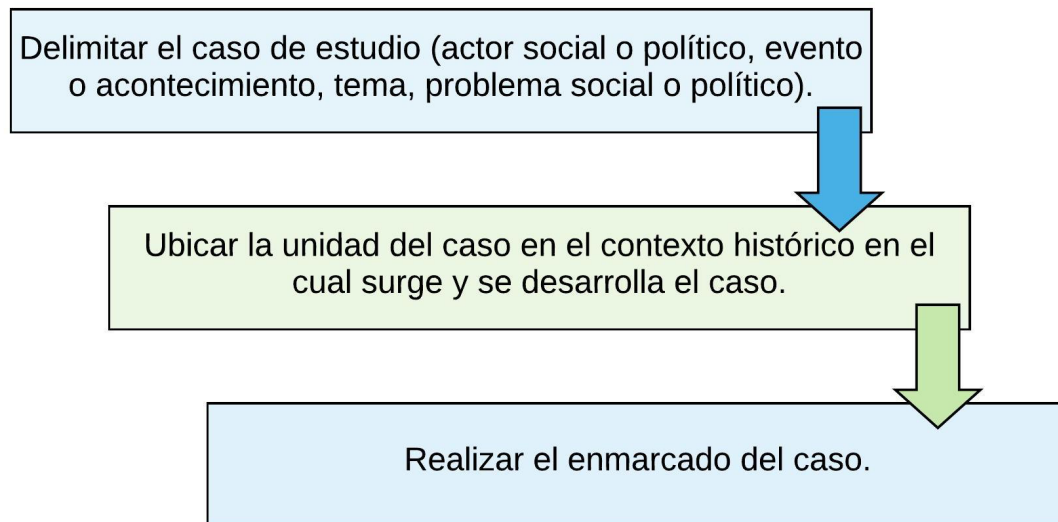 Delimitar el caso de estudio (actor social o político, evento
o acontecimiento, tema, problema social o político).
Ubicar la unidad del caso en el contexto histórico en el
cual surge y se desarrolla el caso.
Realizar el enmarcado del caso.